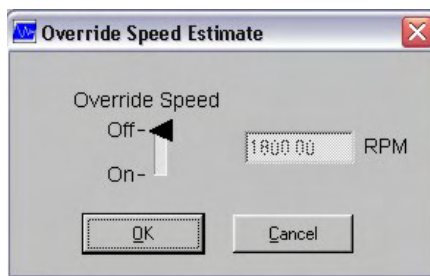 Override Speed Estimate
Override Speed
Off-
1800.00 RPM
On-
OK Cancel